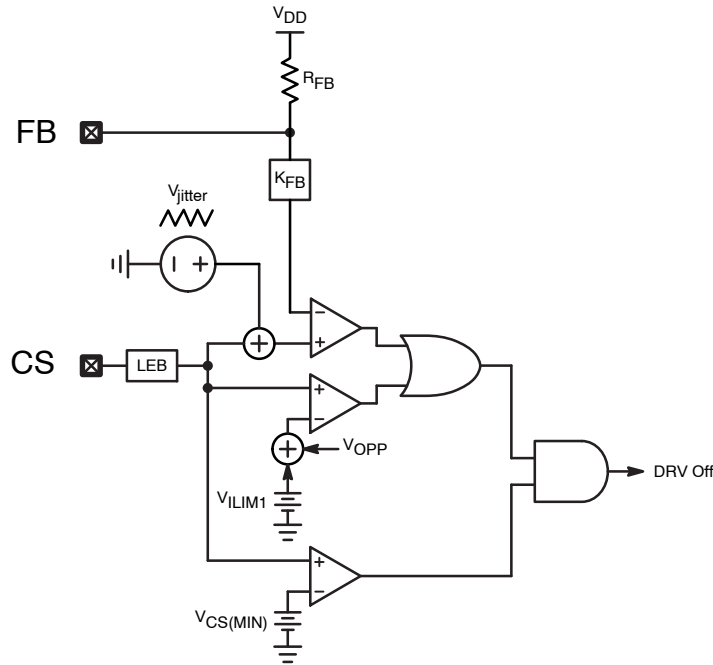 VDD
RFB
FB
KFB
Vjitter
− +
− +
CS
LEB
+ −
+
+
VOPP
VILIM1
DRV Off
+ −
VCS(MIN)